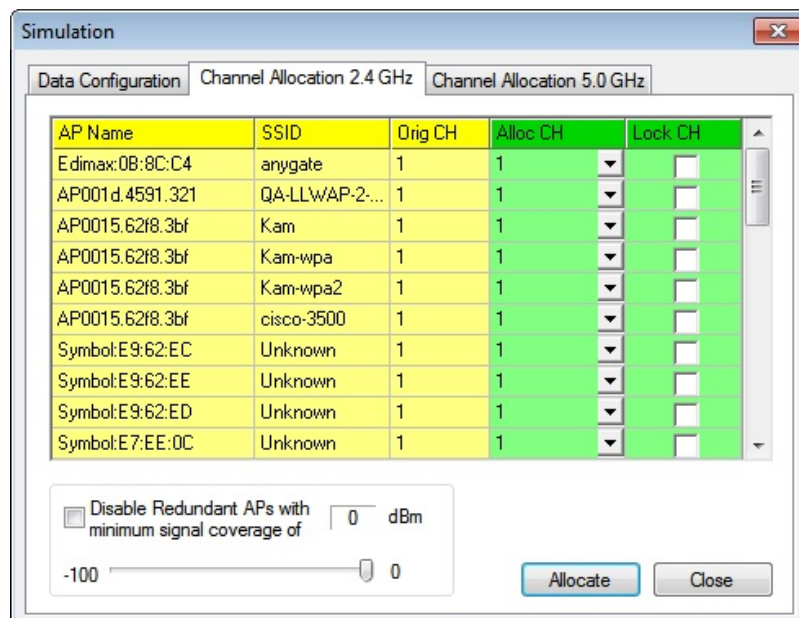 Simulation
Data Configuration Channel Allocation 2.4 GHz Channel Allocation 5.0 GHz
AP Name SSID Orig CH Alloc CH Lock CH
Edimax:0B:8C:C4 anygate 1 1
AP001d.4591.321 QA-LLWAP-2-... 1 1
AP0015.62f8.3bf Kam 1 1
AP0015.62f8.3bf Kam-wpa 1 1
AP0015.62f8.3bf Kam-wpa2 1 1
AP0015.62f8.3bf cisco-3500 1 1
Symbol:E9:62:EC Unknown 1 1
Symbol:E9:62:EE Unknown 1 1
Symbol:E9:62:ED Unknown 1 1
Symbol:E7:EE:0C Unknown 1 1
Disable Redundant APs with
minimum signal coverage of 0 dBm
-100 0
Allocate Close